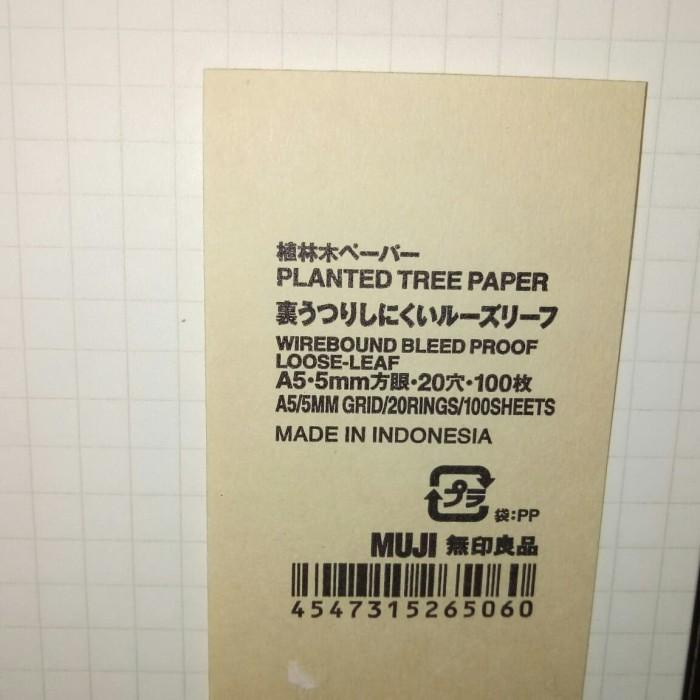 植林木ペーパー
PLANTED TREE PAPER
裏うつりしにくいルーズリーフ
WIREBOUND BLEED PROOF
LOOSE-LEAF
A5・5mm方眼・20穴・100枚
A5/5MM GRID/20RINGS/100SHEETS
MADE IN INDONESIA
プラ
袋:PP
MUJI 無印良品
4547315265060